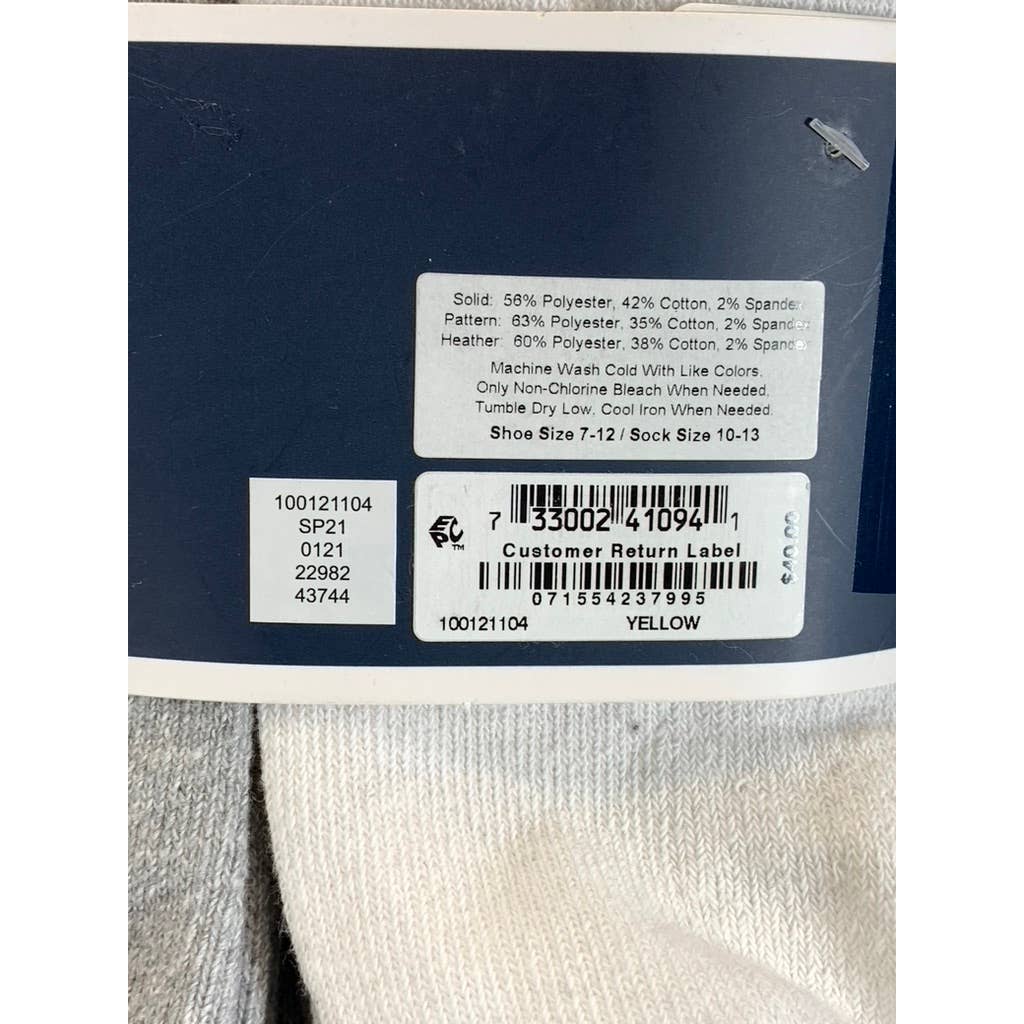 Solid: 56% Polyester, 42% Cotton, 2% Spandex
Pattern: 63% Polyester, 35% Cotton, 2% Spandex
Heather: 60% Polyester, 38% Cotton, 2% Spandex
Machine Wash Cold With Like Colors.
Only Non-Chlorine Bleach When Needed.
Tumble Dry Low. Cool Iron When Needed.
Shoe Size 7-12 / Sock Size 10-13
100121104
SP21
0121
22982
43744
EPC™
7 33002 41094 1
Customer Return Label
071554237995
100121104 YELLOW
$40.00